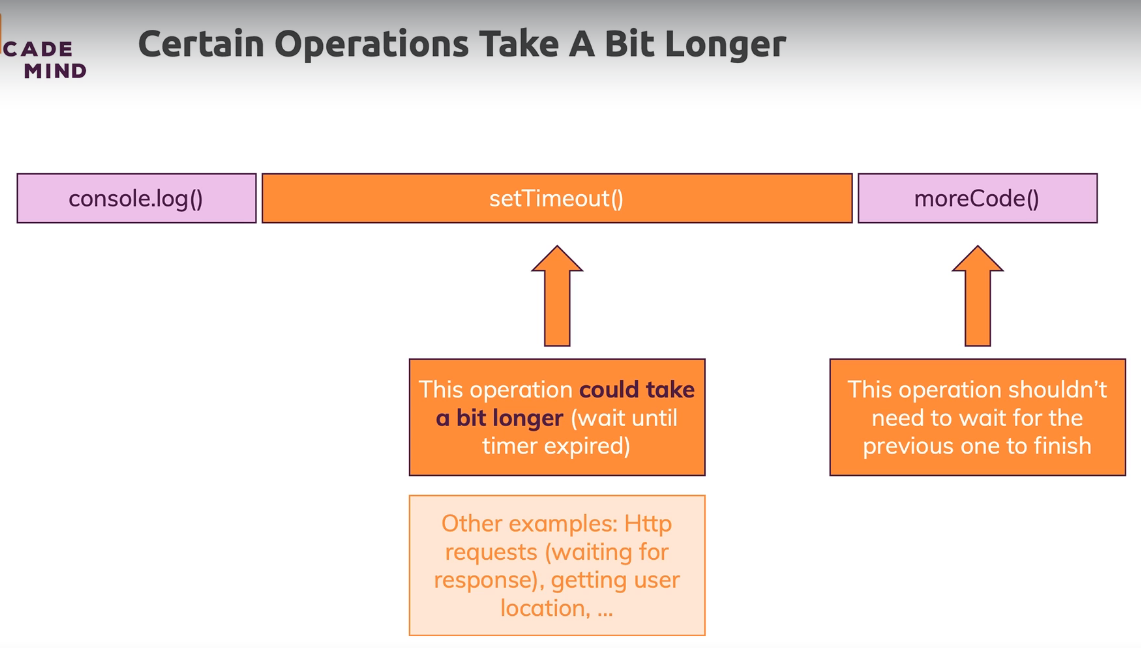 CADE
MIND
Certain Operations Take A Bit Longer
console.log()
setTimeout()
moreCode()
This operation could take
a bit longer (wait until
timer expired)
This operation shouldn't
need to wait for the
previous one to finish
Other examples: Http
requests (waiting for
response), getting user
location, ...